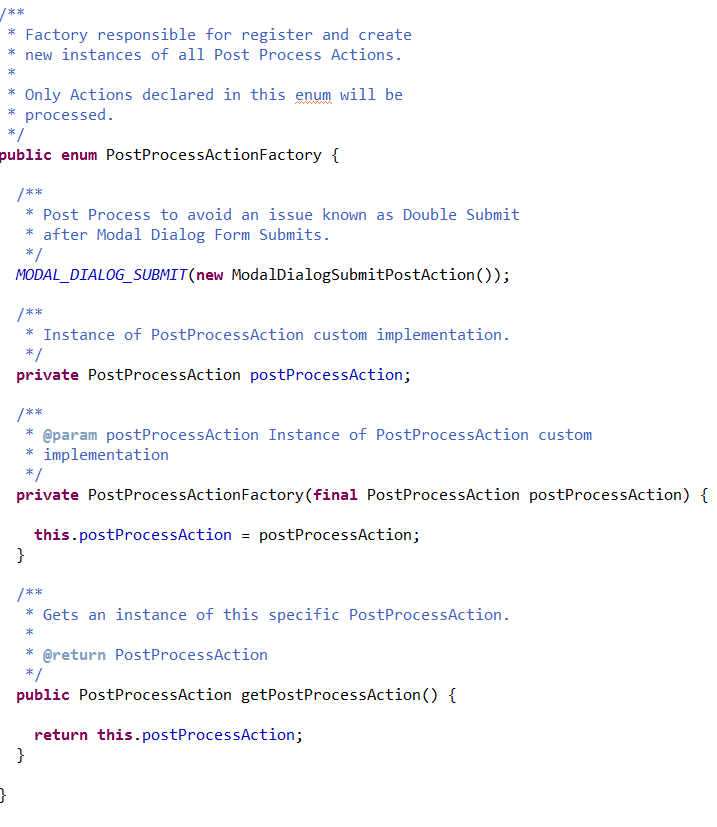 /**
 * Factory responsible for register and create
 * new instances of all Post Process Actions.
 *
 * Only Actions declared in this enum will be
 * processed.
 */
public enum PostProcessActionFactory {
  /**
   * Post Process to avoid an issue known as Double Submit
   * after Modal Dialog Form Submits.
   */
  MODAL_DIALOG_SUBMIT(new ModalDialogSubmitPostAction());
  /**
   * Instance of PostProcessAction custom implementation.
   */
  private PostProcessAction postProcessAction;
  /**
   * @param postProcessAction Instance of PostProcessAction custom
   * implementation
   */
  private PostProcessActionFactory(final PostProcessAction postProcessAction) {
    this.postProcessAction = postProcessAction;
  }
  /**
   * Gets an instance of this specific PostProcessAction.
   *
   * @return PostProcessAction
   */
  public PostProcessAction getPostProcessAction() {
    return this.postProcessAction;
  }
}